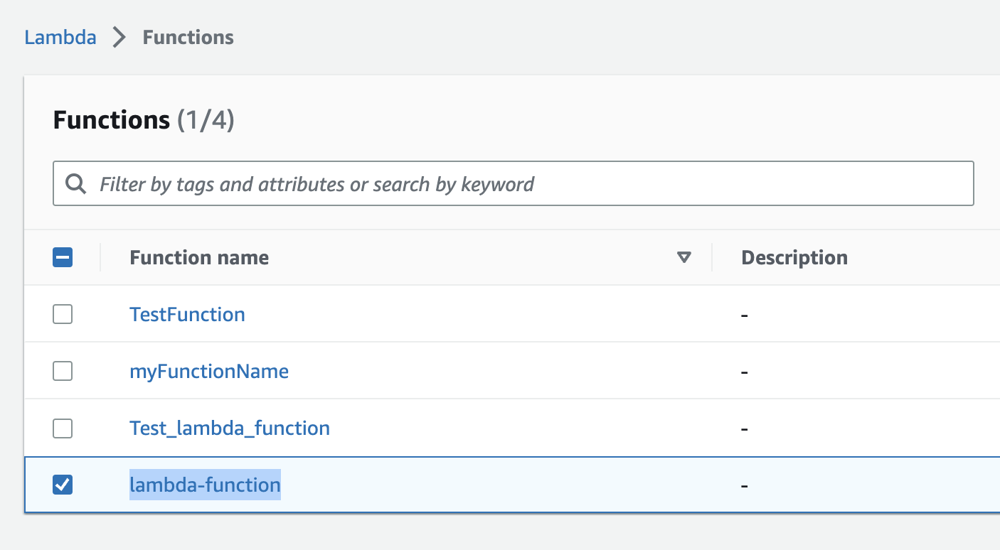 Lambda > Functions
Functions (1/4)
Filter by tags and attributes or search by keyword
Function name Description
TestFunction -
myFunctionName -
Test_lambda_function -
lambda-function -